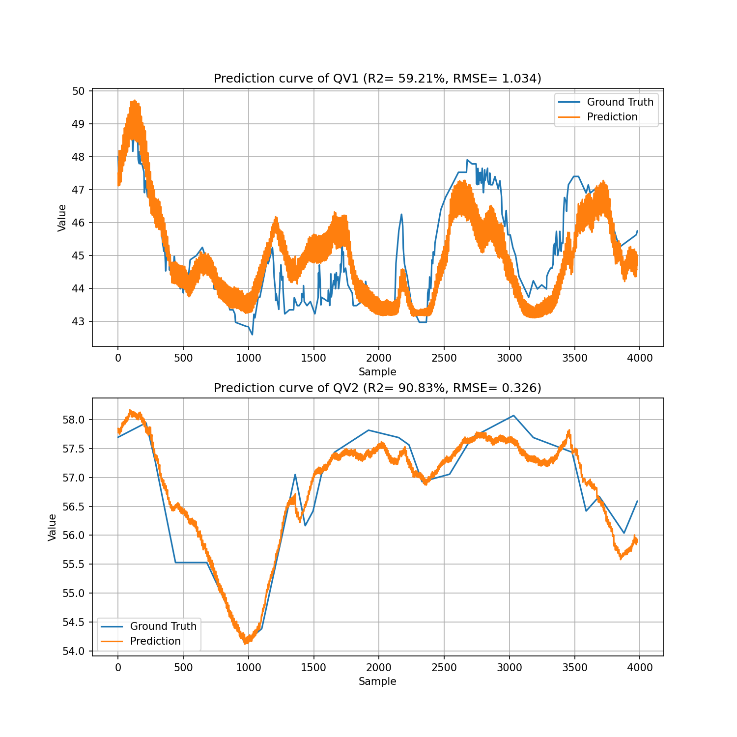 Prediction curve of QV1 (R2= 59.21%, RMSE= 1.034)
50
49
48
47
46
45
44
43
Value
Ground Truth
Prediction
0 500 1000 1500 2000 2500 3000 3500 4000
Sample
Prediction curve of QV2 (R2= 90.83%, RMSE= 0.326)
58.0
57.5
57.0
56.5
56.0
55.5
55.0
54.5
54.0
Value
Ground Truth
Prediction
0 500 1000 1500 2000 2500 3000 3500 4000
Sample